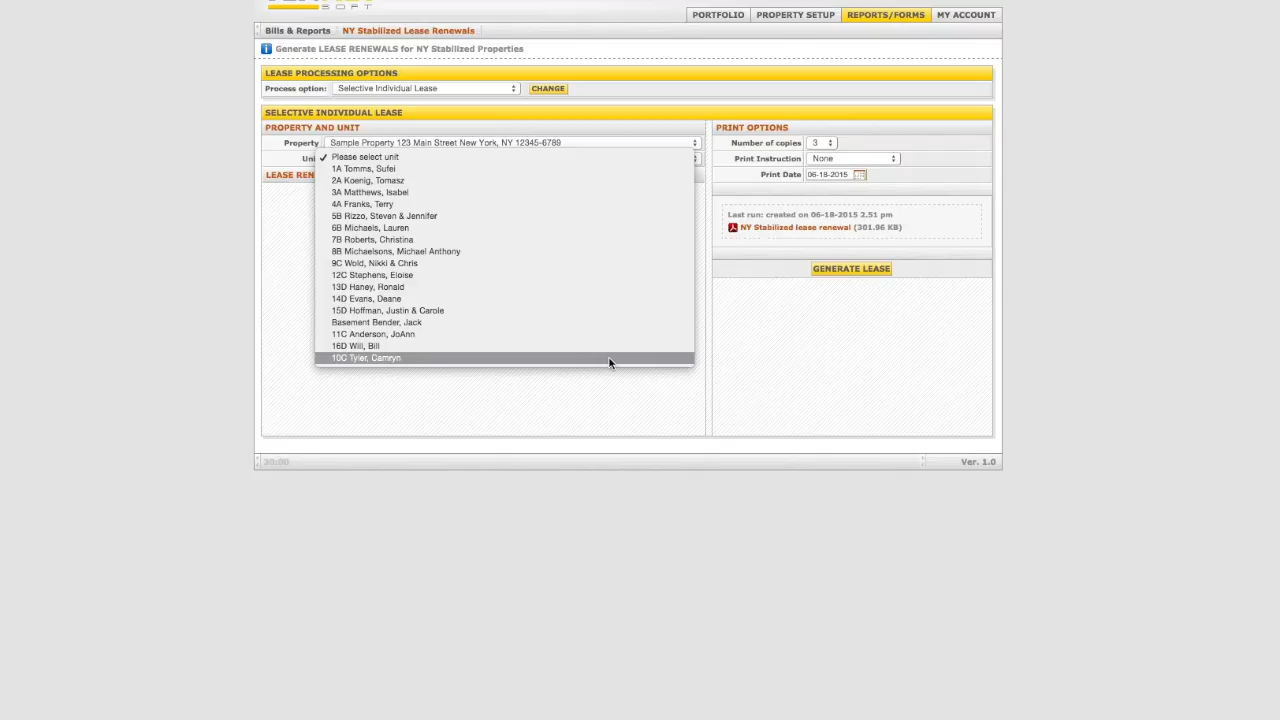 SOFT
PORTFOLIO PROPERTY SETUP REPORTS/FORMS MY ACCOUNT
Bills & Reports NY Stabilized Lease Renewals
Generate LEASE RENEWALS for NY Stabilized Properties
LEASE PROCESSING OPTIONS
Process option: Selective Individual Lease CHANGE
SELECTIVE INDIVIDUAL LEASE
PROPERTY AND UNIT
Property Sample Property 123 Main Street New York, NY 12345-6789
Uni ✓ Please select unit
LEASE REN
1A Tomms, Sufei
2A Koenig, Tomasz
3A Matthews, Isabel
4A Franks, Terry
5B Rizzo, Steven & Jennifer
6B Michaels, Lauren
7B Roberts, Christina
8B Michaelsons, Michael Anthony
9C Wold, Nikki & Chris
12C Stephens, Eloise
13D Haney, Ronald
14D Evans, Deane
15D Hoffman, Justin & Carole
Basement Bender, Jack
11C Anderson, JoAnn
16D Will, Bill
10C Tyler, Camryn
PRINT OPTIONS
Number of copies 3
Print Instruction None
Print Date 06-18-2015
Last run: created on 06-18-2015 2.51 pm
NY Stabilized lease renewal (301.96 KB)
GENERATE LEASE
30:00 Ver. 1.0